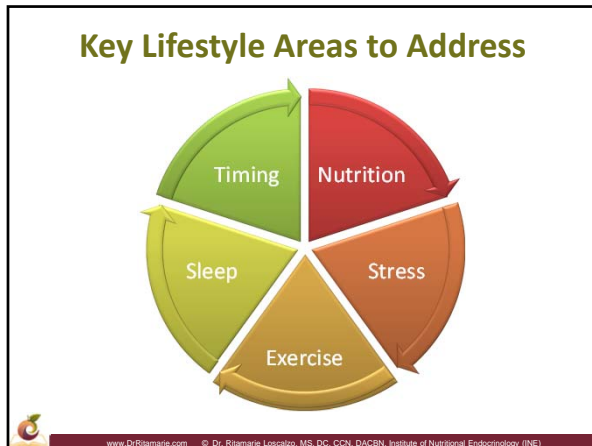 Key Lifestyle Areas to Address
Timing
Nutrition
Sleep
Stress
Exercise
www.DrRitamarie.com © Dr. Ritamarie Loscalzo, MS, DC, CCN, DACBN, Institute of Nutritional Endocrinology (INE)